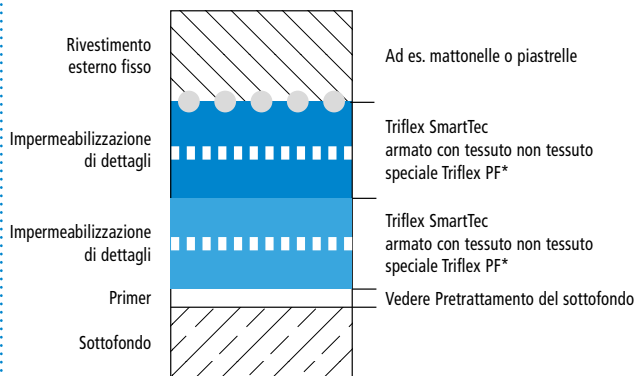 Rivestimento
esterno fisso
Ad es. mattonelle o piastrelle
Impermeabilizzazione
di dettagli
Triflex SmartTec
armato con tessuto non tessuto
speciale Triflex PF*
Impermeabilizzazione
di dettagli
Triflex SmartTec
armato con tessuto non tessuto
speciale Triflex PF*
Primer
Vedere Pretrattamento del sottofondo
Sottofondo